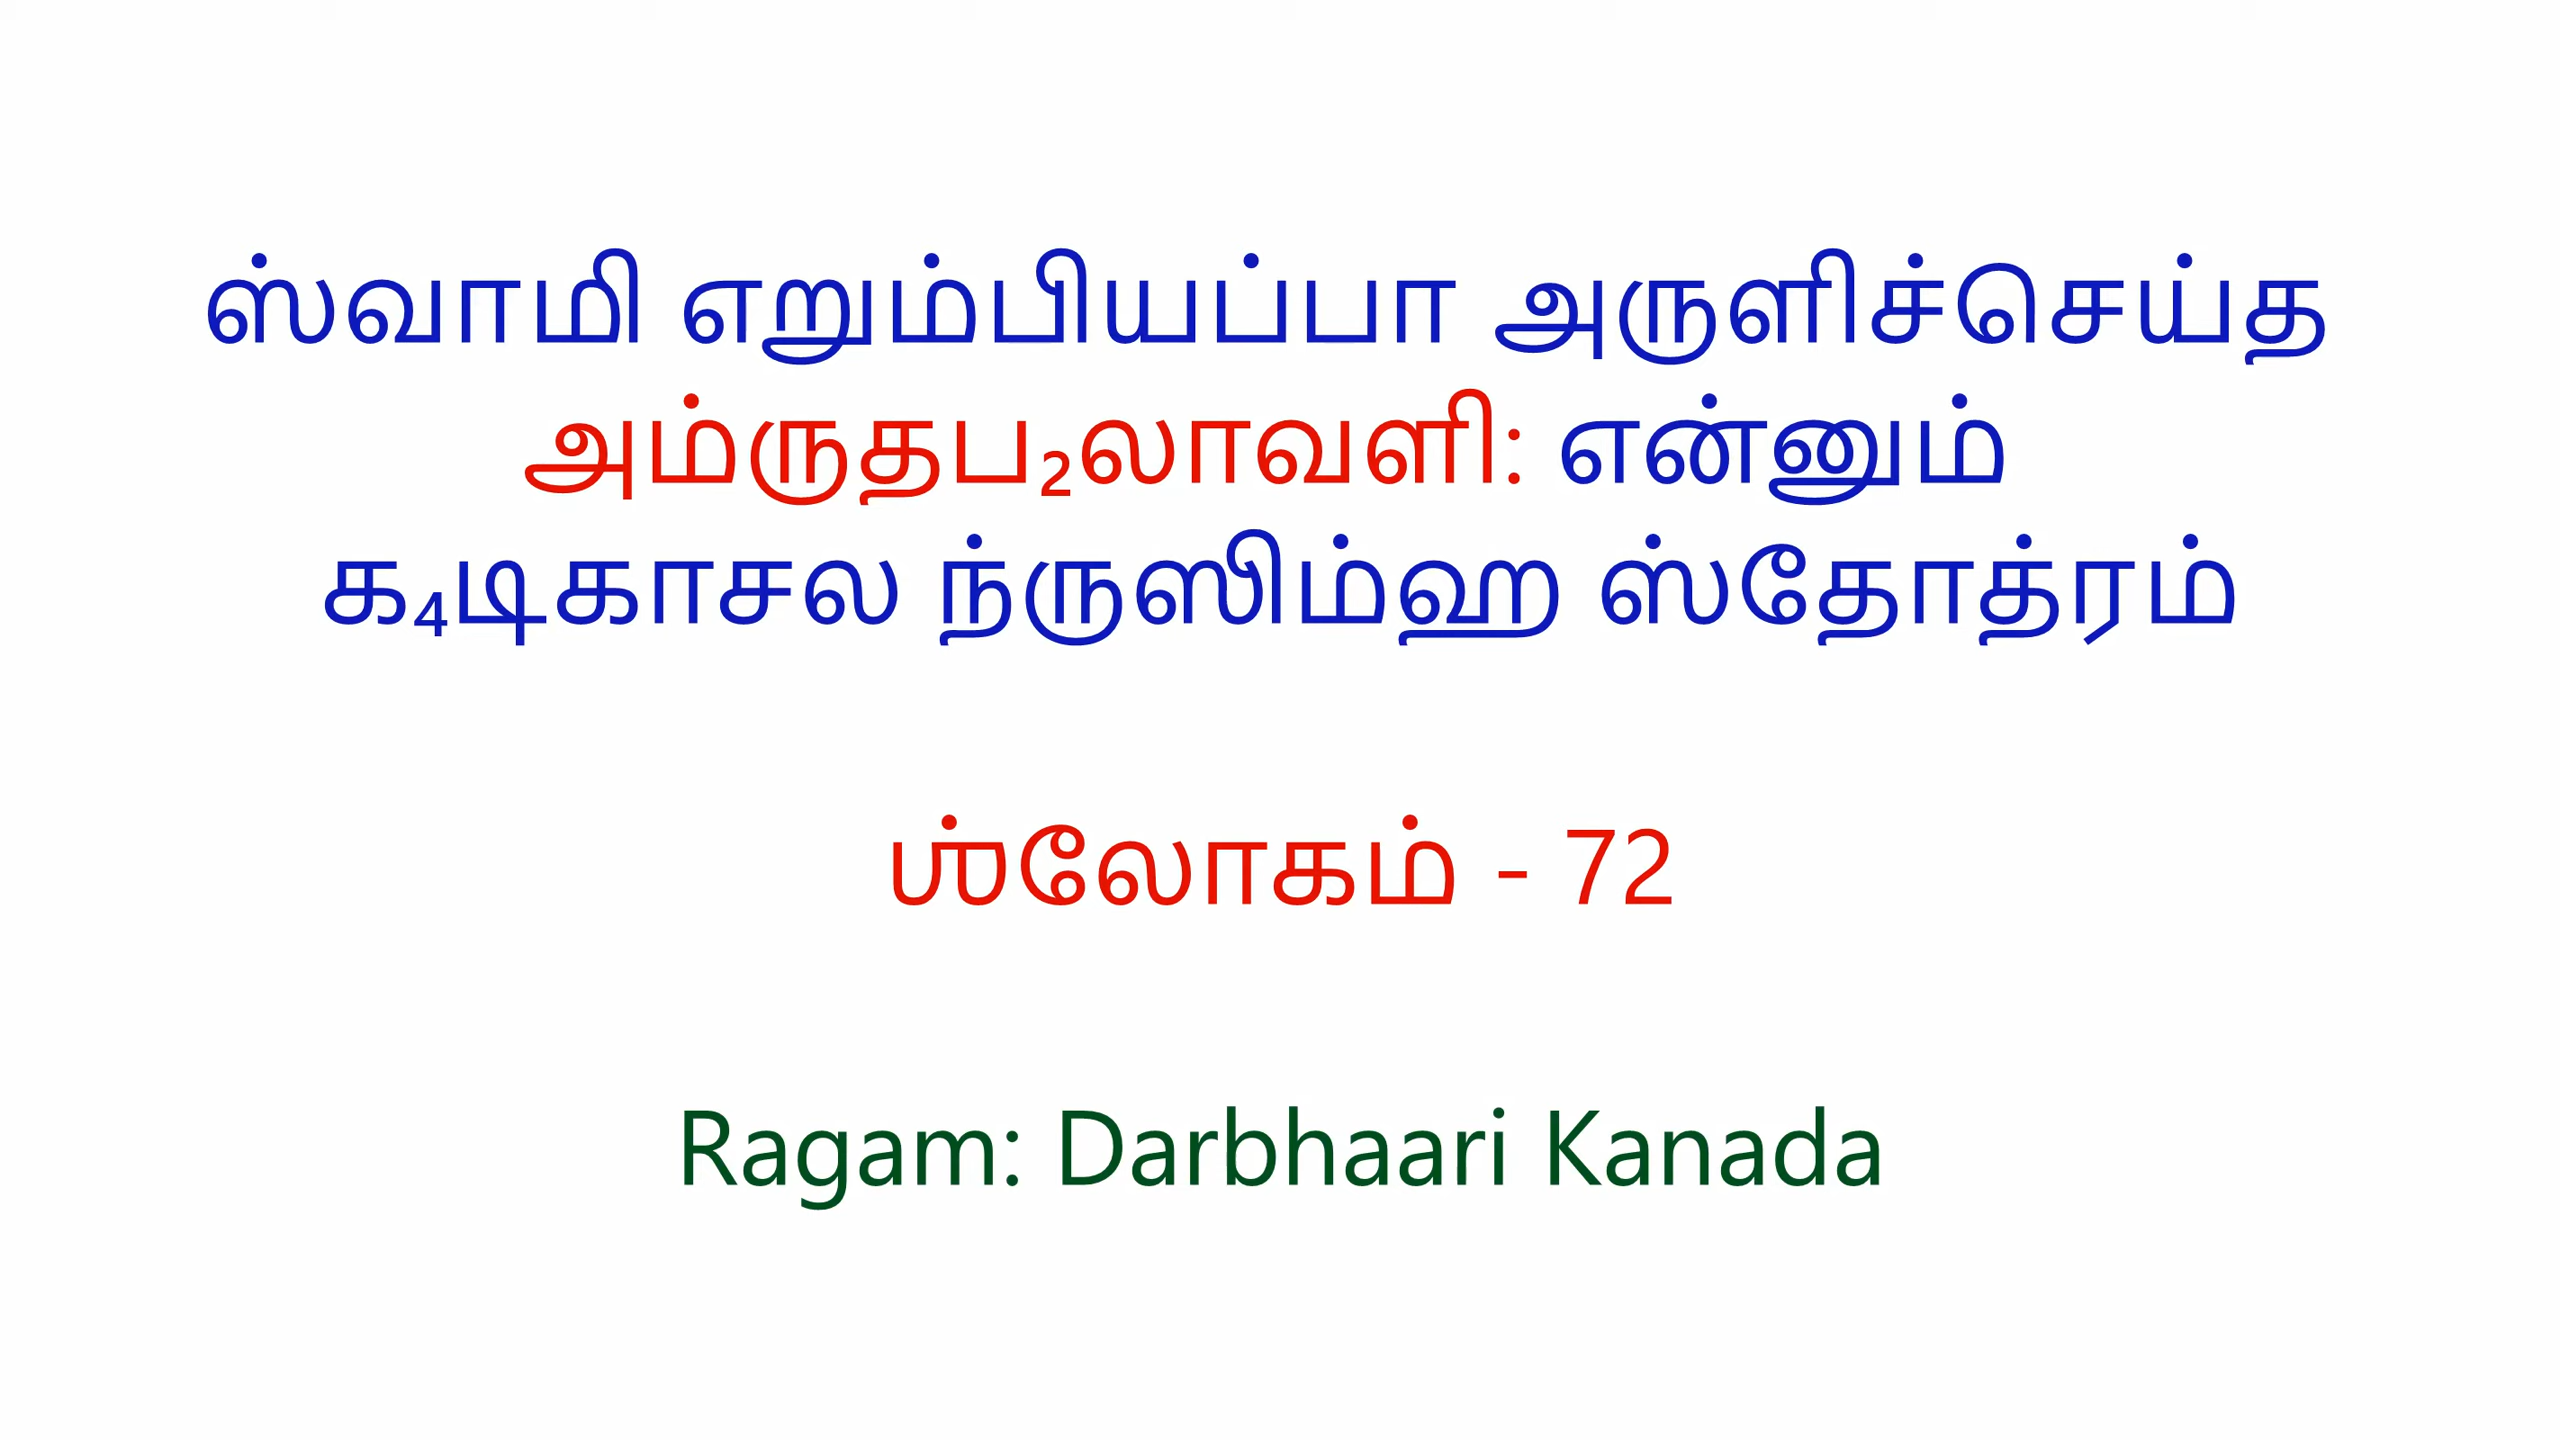 ஸ்வாமி எறும்பியப்பா அருளிச்செய்த
அம்ருதப₂லாவளி: என்னும்
க₄டிகாசல ந்ருஸிம்ஹ ஸ்தோத்ரம்
ஶ்லோகம் - 72
Ragam: Darbhaari Kanada